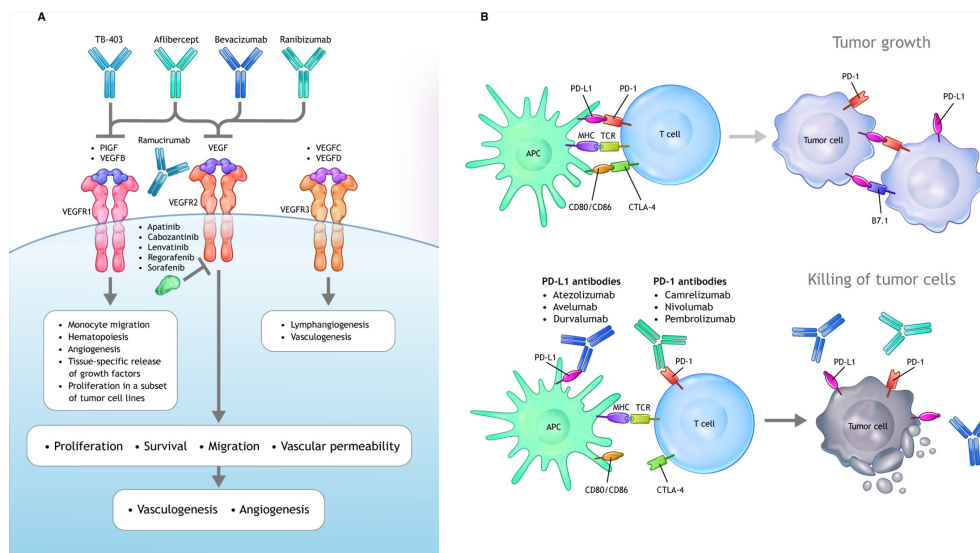 A
TB-403
Aflibercept
Bevacizumab
Ranibizumab
• PlGF
• VEGFB
Ramucirumab
VEGF
• VEGFC
• VEGFD
VEGFR1
VEGFR2
VEGFR3
• Apatinib
• Cabozantinib
• Lenvatinib
• Regorafenib
• Sorafenib
• Monocyte migration
• Hematopoiesis
• Angiogenesis
• Tissue-specific release
of growth factors
• Proliferation in a subset
of tumor cell lines
• Lymphangiogenesis
• Vasculogenesis
• Proliferation • Survival • Migration • Vascular permeability
• Vasculogenesis • Angiogenesis
B
Tumor growth
PD-L1
PD-1
MHC TCR
APC
T cell
CD80/CD86
CTLA-4
PD-1
PD-L1
Tumor cell
B7.1
Killing of tumor cells
PD-L1 antibodies
• Atezolizumab
• Avelumab
• Durvalumab
PD-1 antibodies
• Camrelizumab
• Nivolumab
• Pembrolizumab
PD-L1
PD-1
MHC TCR
APC
T cell
CD80/CD86
CTLA-4
PD-L1
PD-1
Tumor cell